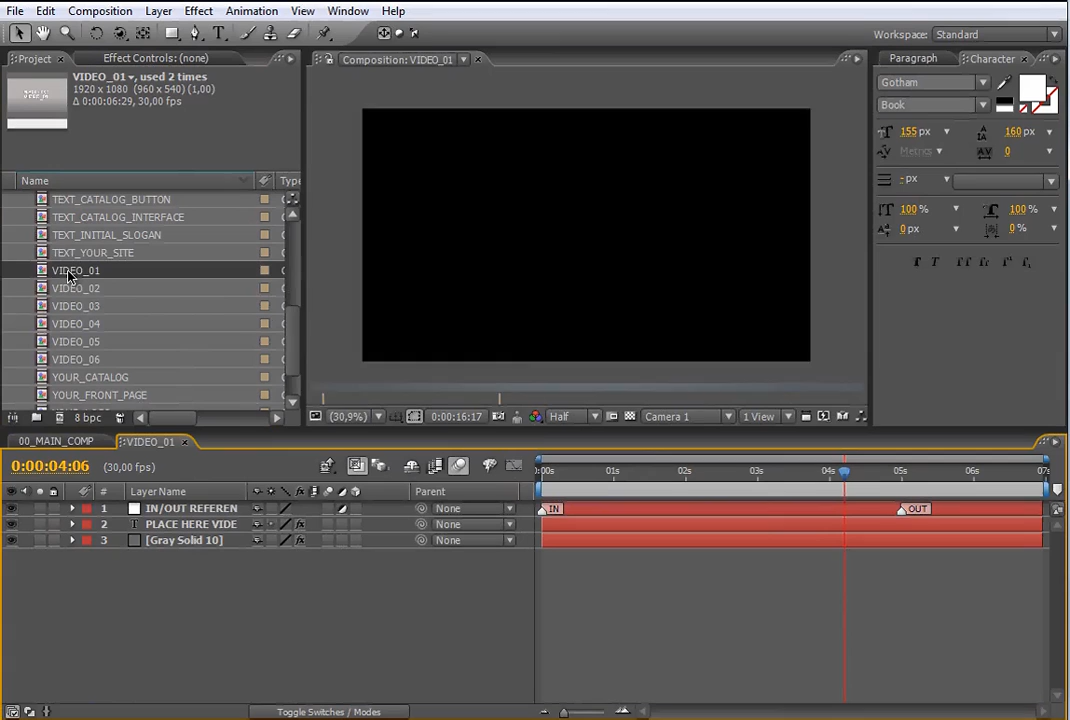 File Edit Composition Layer Effect Animation View Window Help
Workspace: Standard
Project Effect Controls: (none) Composition: VIDEO_01 Paragraph Character
VIDEO_01, used 2 times
1920 x 1080 (960 x 540) (1,00)
Δ 0:00:06:29, 30,00 fps
Gotham
Book
155 px 160 px
Metrics 0
- px
100 % 100 %
0 px 0 %
Name Type
TEXT_CATALOG_BUTTON
TEXT_CATALOG_INTERFACE
TEXT_INITIAL_SLOGAN
TEXT_YOUR_SITE
VIDEO_01
VIDEO_02
VIDEO_03
VIDEO_04
VIDEO_05
VIDEO_06
YOUR_CATALOG
YOUR_FRONT_PAGE
8 bpc
(30,9%) 0:00:16:17 Half Camera 1 1 View
00_MAIN_COMP VIDEO_01
0:00:04:06 (30,00 fps)
:00s 01s 02s 03s 04s 05s 06s 07s
# Layer Name Parent
1 IN/OUT REFEREN None IN OUT
2 T PLACE HERE VIDE None
3 [Gray Solid 10] None
Toggle Switches / Modes